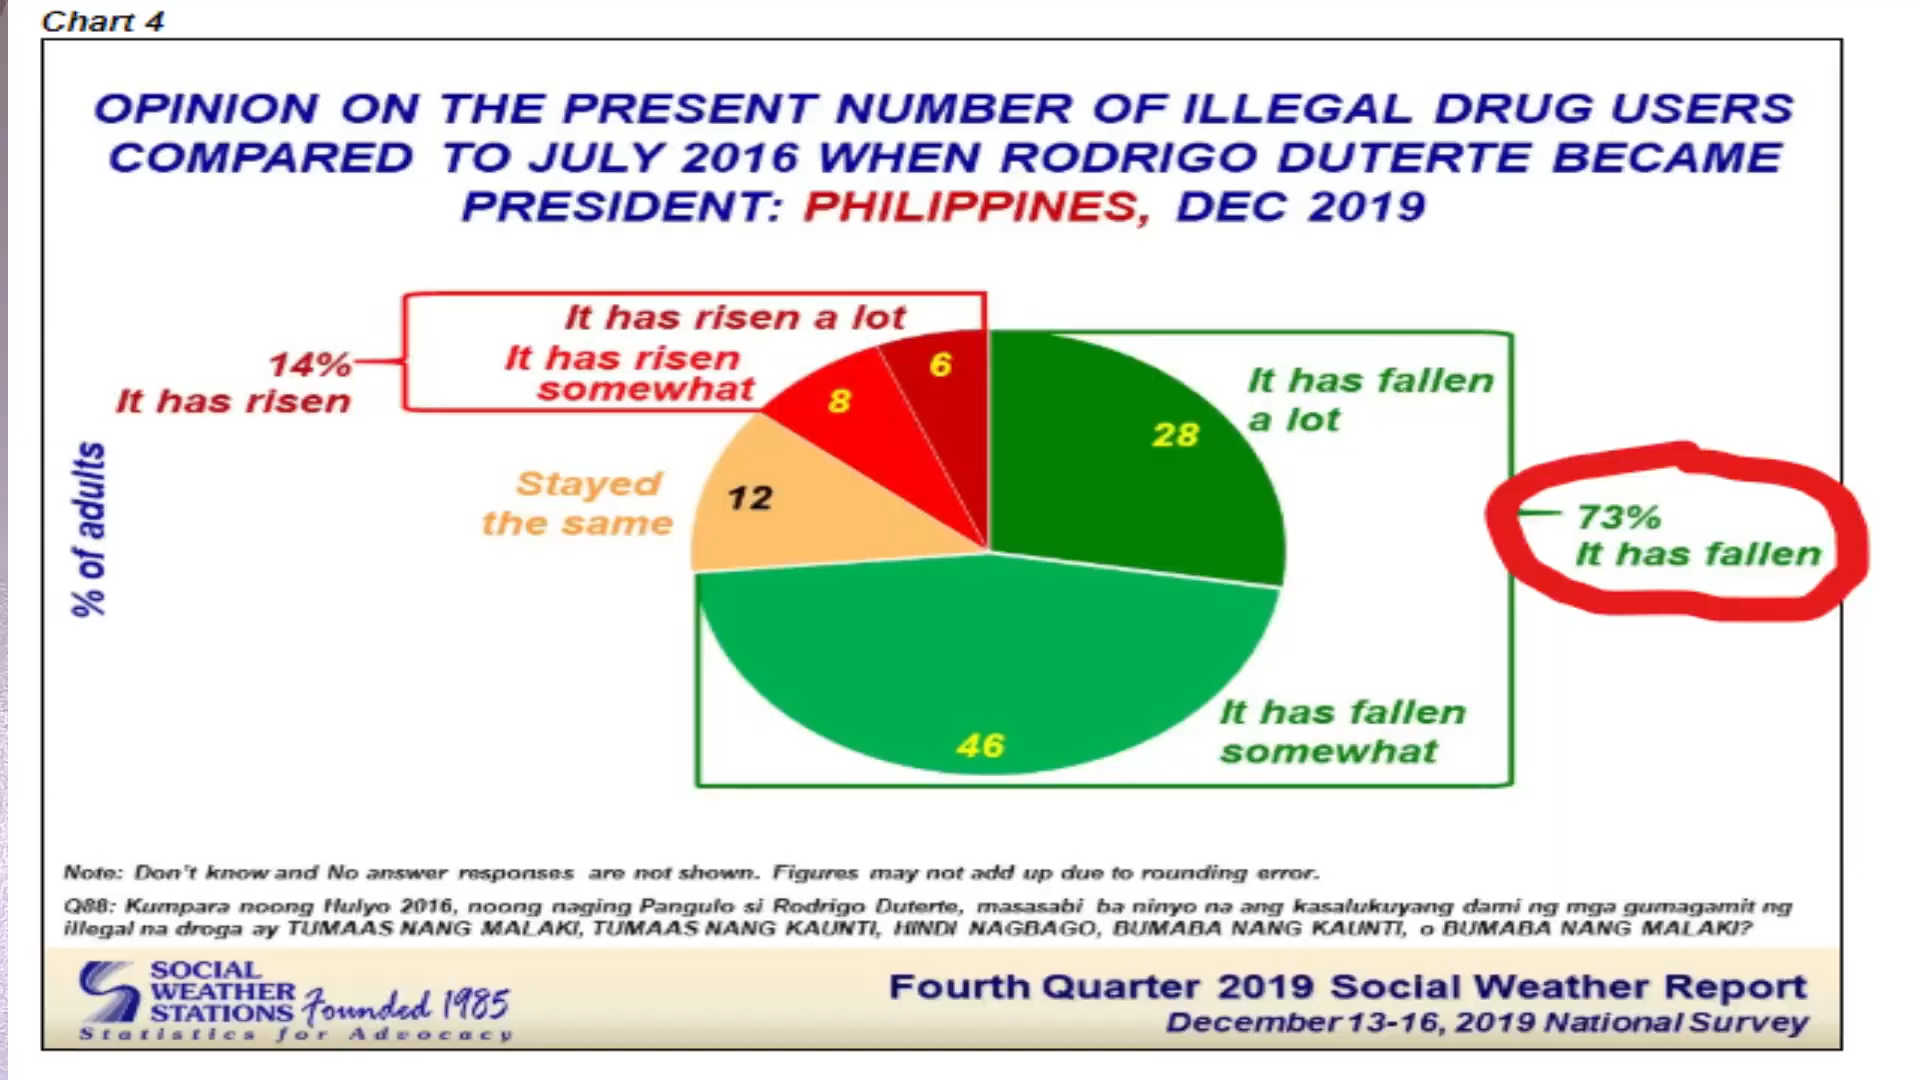 Chart 4
OPINION ON THE PRESENT NUMBER OF ILLEGAL DRUG USERS
COMPARED TO JULY 2016 WHEN RODRIGO DUTERTE BECAME
PRESIDENT: PHILIPPINES, DEC 2019
It has risen a lot
14%
It has risen
It has risen
somewhat
6
8
It has fallen
a lot
28
% of adults
Stayed
the same
12
73%
It has fallen
It has fallen
somewhat
46
Note: Don't know and No answer responses are not shown. Figures may not add up due to rounding error.
Q88: Kumpara noong Hulyo 2016, noong naging Pangulo si Rodrigo Duterte, masasabi ba ninyo na ang kasalukuyang dami ng mga gumagamit ng
illegal na droga ay TUMAAS NANG MALAKI, TUMAAS NANG KAUNTI, HINDI NAGBAGO, BUMABA NANG KAUNTI, o BUMABA NANG MALAKI?
SOCIAL
WEATHER
STATIONS Founded 1985
Statistics for Advocacy
Fourth Quarter 2019 Social Weather Report
December 13-16, 2019 National Survey